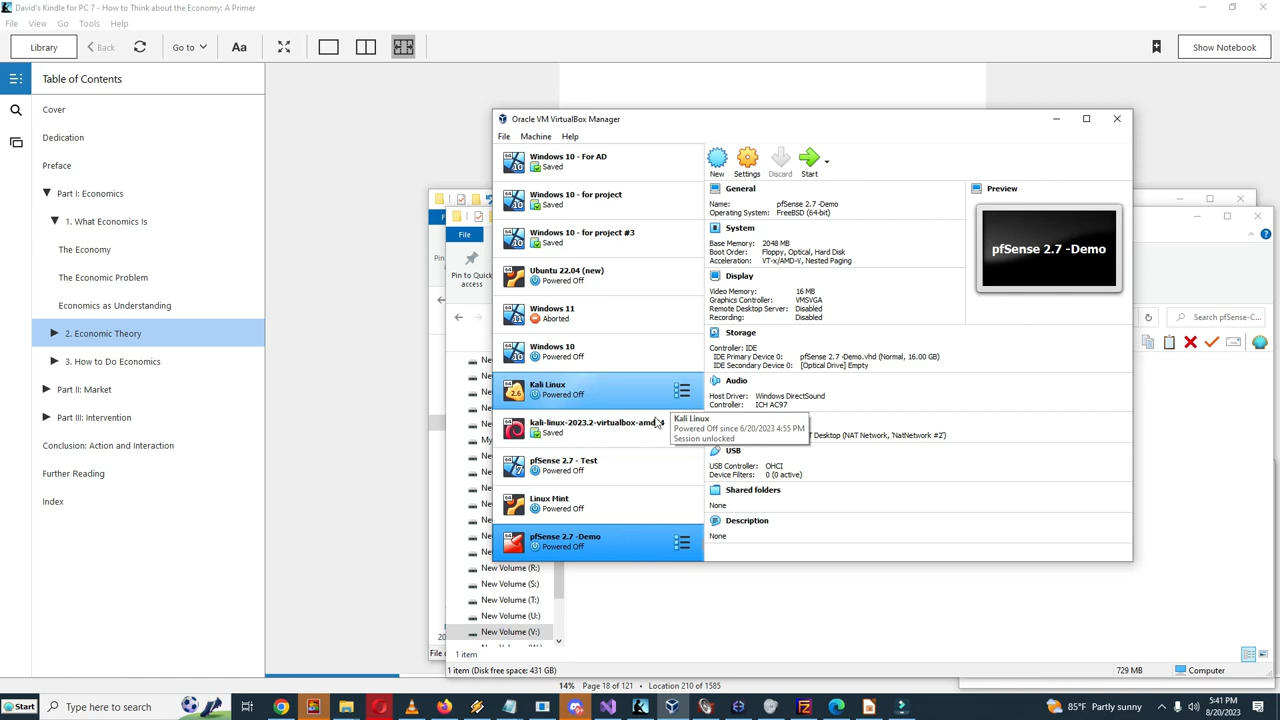 David's Kindle for PC 7 - How to Think about the Economy: A Primer
File View Go Tools Help
Library
Back
Go to
Aa
Show Notebook
Table of Contents
Cover
Dedication
Preface
Part I: Economics
1. What Economics Is
The Economy
The Economic Problem
Economics as Understanding
2. Economic Theory
3. How to Do Economics
Part II: Market
Part III: Intervention
Conclusion: Action and Interaction
Further Reading
Index
Oracle VM VirtualBox Manager
File Machine Help
Windows 10 - For AD
Saved
Windows 10 - for project
Saved
Windows 10 - for project #3
Saved
Ubuntu 22.04 (new)
Powered Off
Windows 11
Aborted
Windows 10
Powered Off
Kali Linux
Powered Off
kali-linux-2023.2-virtualbox-amd64
Saved
pfSense 2.7 - Test
Powered Off
Linux Mint
Powered Off
pfSense 2.7 -Demo
Powered Off
New Settings Discard Start
General
Name: pfSense 2.7 -Demo
Operating System: FreeBSD (64-bit)
System
Base Memory: 2048 MB
Boot Order: Floppy, Optical, Hard Disk
Acceleration: VT-x/AMD-V, Nested Paging
Display
Video Memory: 16 MB
Graphics Controller: VMSVGA
Remote Desktop Server: Disabled
Recording: Disabled
Storage
Controller: IDE
IDE Primary Device 0: pfSense 2.7 -Demo.vhd (Normal, 16.00 GB)
IDE Secondary Device 0: [Optical Drive] Empty
Audio
Host Driver: Windows DirectSound
Controller: ICH AC97
T Desktop (NAT Network, 'NatNetwork #2')
USB
USB Controller: OHCI
Device Filters: 0 (0 active)
Shared folders
None
Description
None
Preview
pfSense 2.7 -Demo
Kali Linux
Powered Off since 6/20/2023 4:55 PM
Session unlocked
File
Pin to Quick
access
Search pfSense-C...
New Volume (R:)
New Volume (S:)
New Volume (T:)
New Volume (U:)
New Volume (V:)
1 item
1 item (Disk free space: 431 GB)
729 MB
Computer
14% Page 18 of 121 • Location 210 of 1585
Start
Type here to search
85°F Partly sunny
5:41 PM
8/20/2023